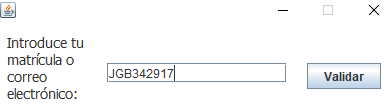 Introduce tu
matrícula o
correo
electrónico:
JGB342917
Validar